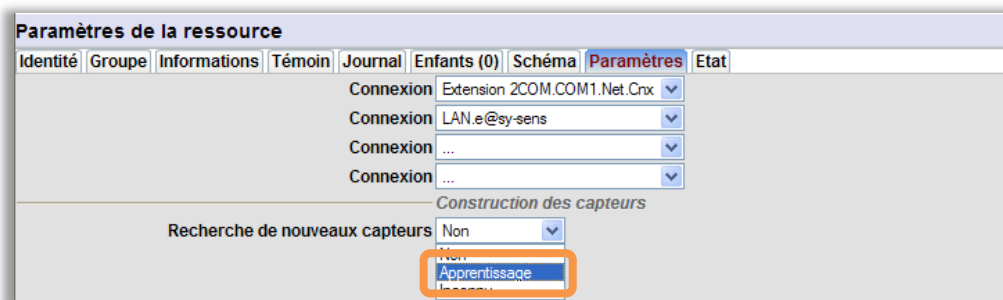 Paramètres de la ressource
Identité Groupe Informations Témoin Journal Enfants (0) Schéma Paramètres Etat
Connexion Extension 2COM.COM1.Net.Cnx
Connexion LAN.e@sy-sens
Connexion ...
Connexion ...
Construction des capteurs
Recherche de nouveaux capteurs Non
Non
Apprentissage